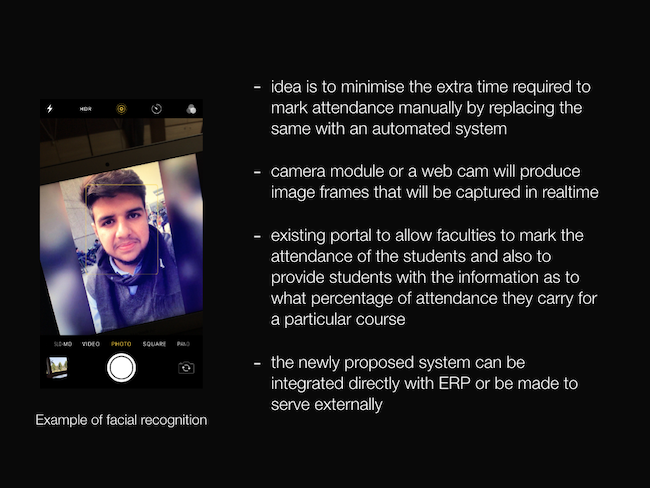 HDR
SLO-MO VIDEO PHOTO SQUARE PANO
Example of facial recognition
- idea is to minimise the extra time required to
mark attendance manually by replacing the
same with an automated system
- camera module or a web cam will produce
image frames that will be captured in realtime
- existing portal to allow faculties to mark the
attendance of the students and also to
provide students with the information as to
what percentage of attendance they carry for
a particular course
- the newly proposed system can be
integrated directly with ERP or be made to
serve externally